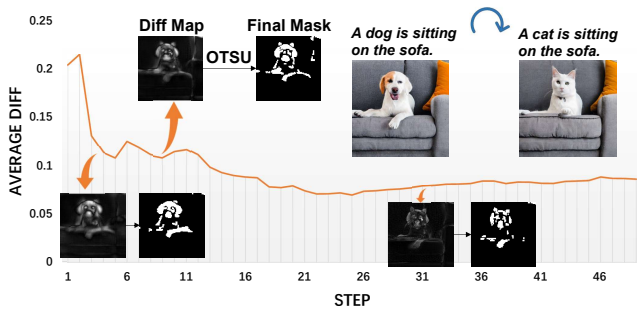 0.25
0.2
0.15
0.1
0.05
0
AVERAGE DIFF
Diff Map
Final Mask
OTSU
A dog is sitting
on the sofa.
A cat is sitting
on the sofa.
1
6
11
16
21
26
31
36
41
46
STEP